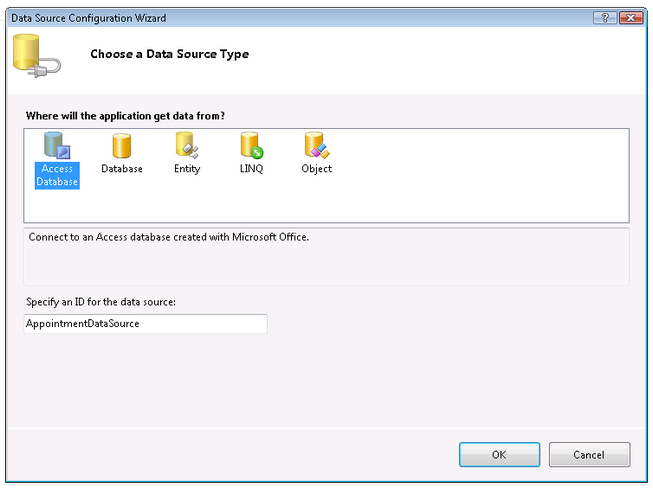 Data Source Configuration Wizard
?
Choose a Data Source Type
Where will the application get data from?
Access Database
Database
Entity
LINQ
Object
Connect to an Access database created with Microsoft Office.
Specify an ID for the data source:
AppointmentDataSource
OK
Cancel